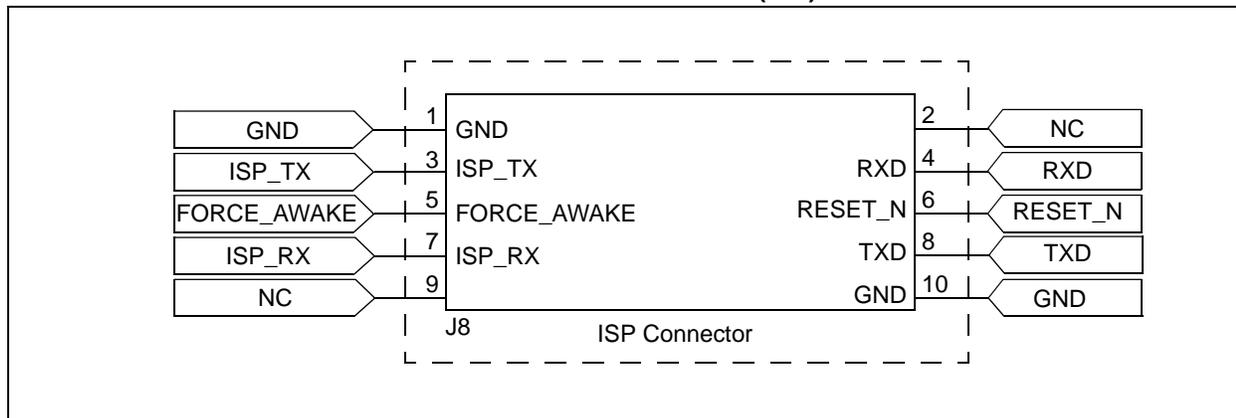 GND 1 GND 2 NC
ISP_TX 3 ISP_TX RXD 4 RXD
FORCE_AWAKE 5 FORCE_AWAKE RESET_N 6 RESET_N
ISP_RX 7 ISP_RX TXD 8 TXD
NC 9 GND 10 GND
J8 ISP Connector